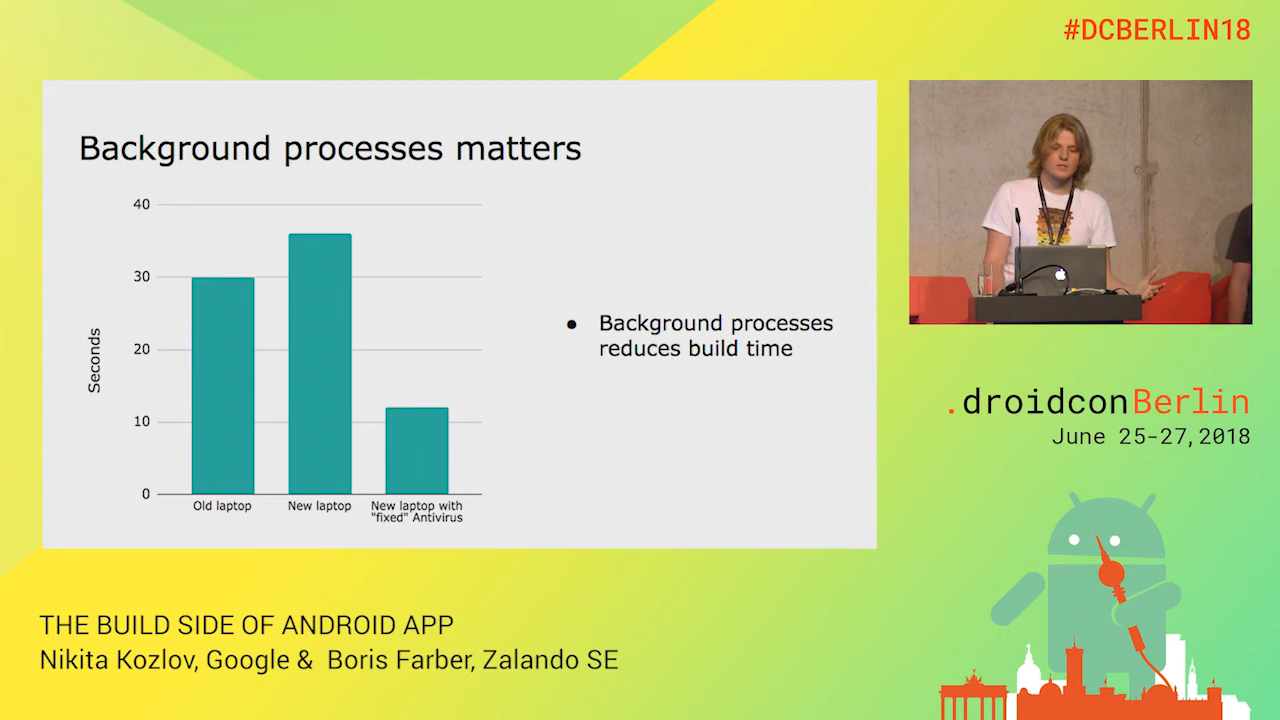 #DCBERLIN18
Background processes matters
40
30
20
10
0
Seconds
Old laptop
New laptop
New laptop with
"fixed" Antivirus
Background processes
reduces build time
.droidconBerlin
June 25-27,2018
THE BUILD SIDE OF ANDROID APP
Nikita Kozlov, Google & Boris Farber, Zalando SE